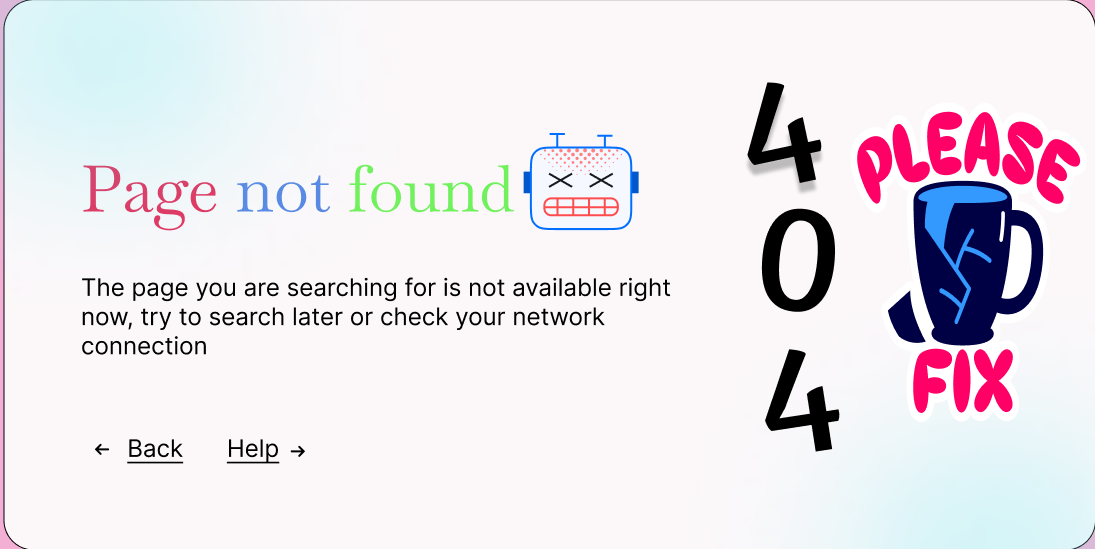 Page not found
The page you are searching for is not available right
now, try to search later or check your network
connection
← Back
Help →
4
0
4
PLEASE
FIX